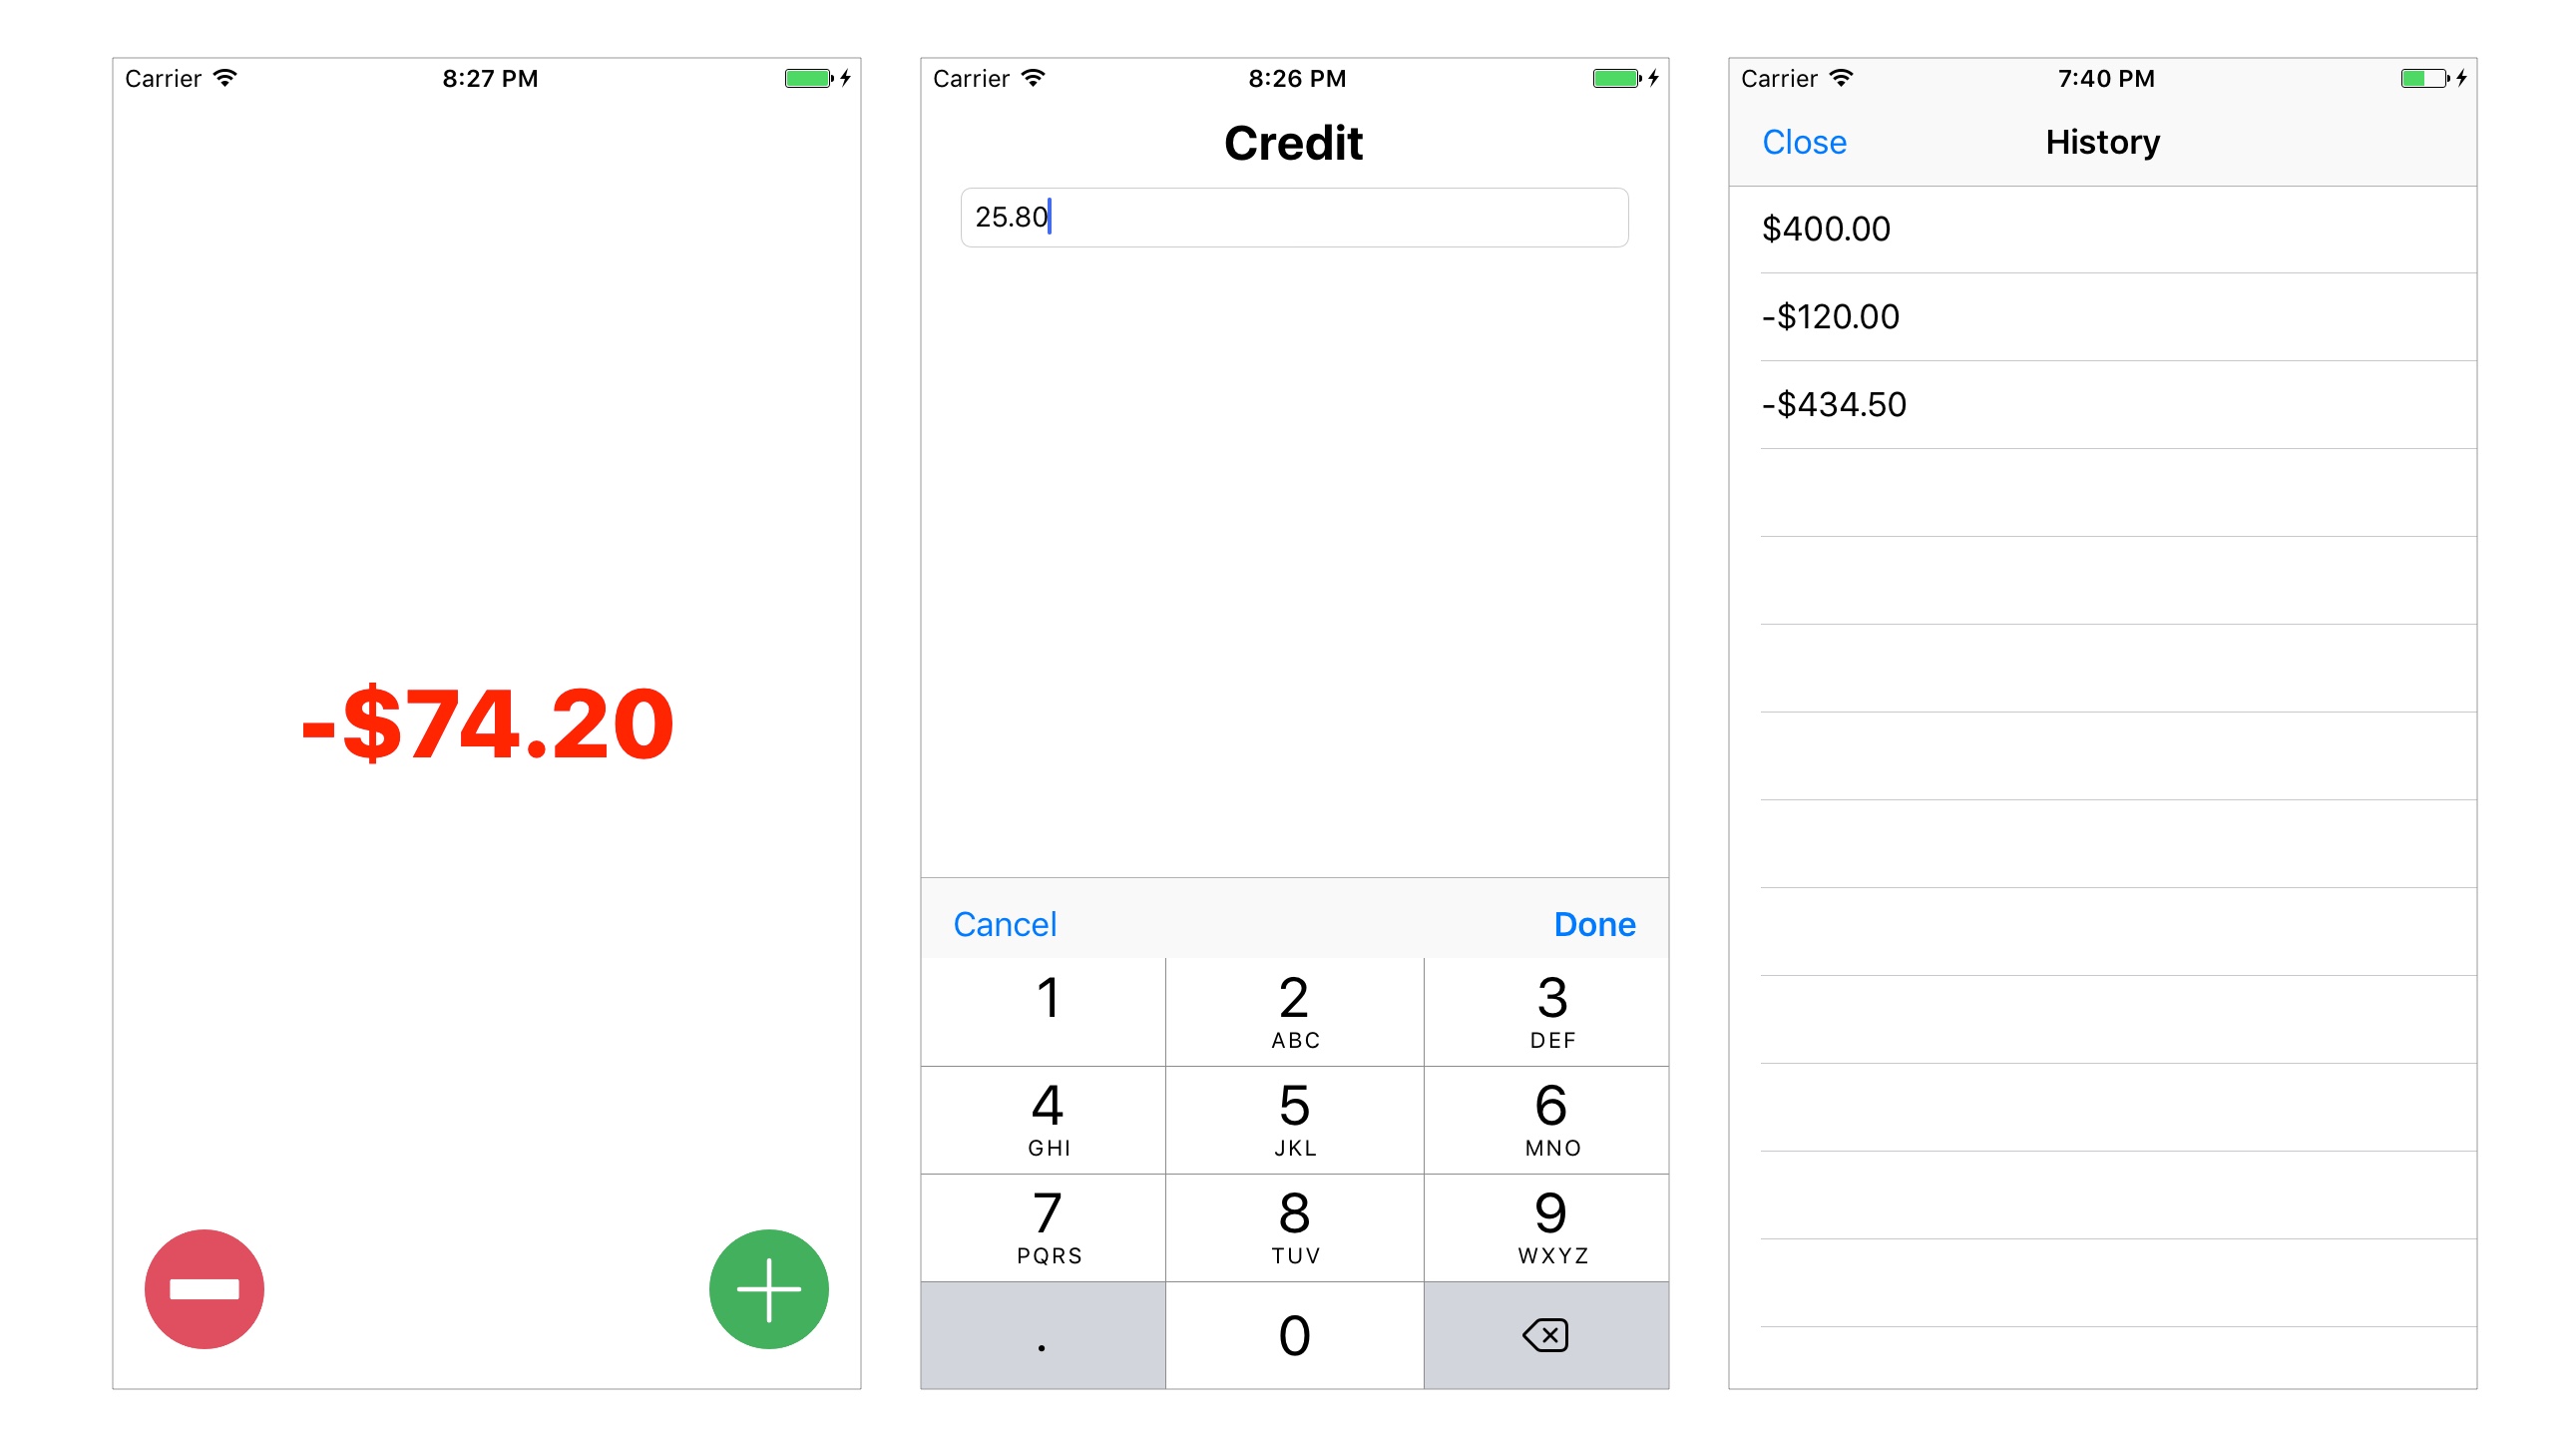 Carrier 8:27 PM
-$74.20
Carrier 8:26 PM
Credit
25.80
Cancel Done
1 2 3
ABC DEF
4 5 6
GHI JKL MNO
7 8 9
PQRS TUV WXYZ
. 0
Carrier 7:40 PM
Close History
$400.00
-$120.00
-$434.50